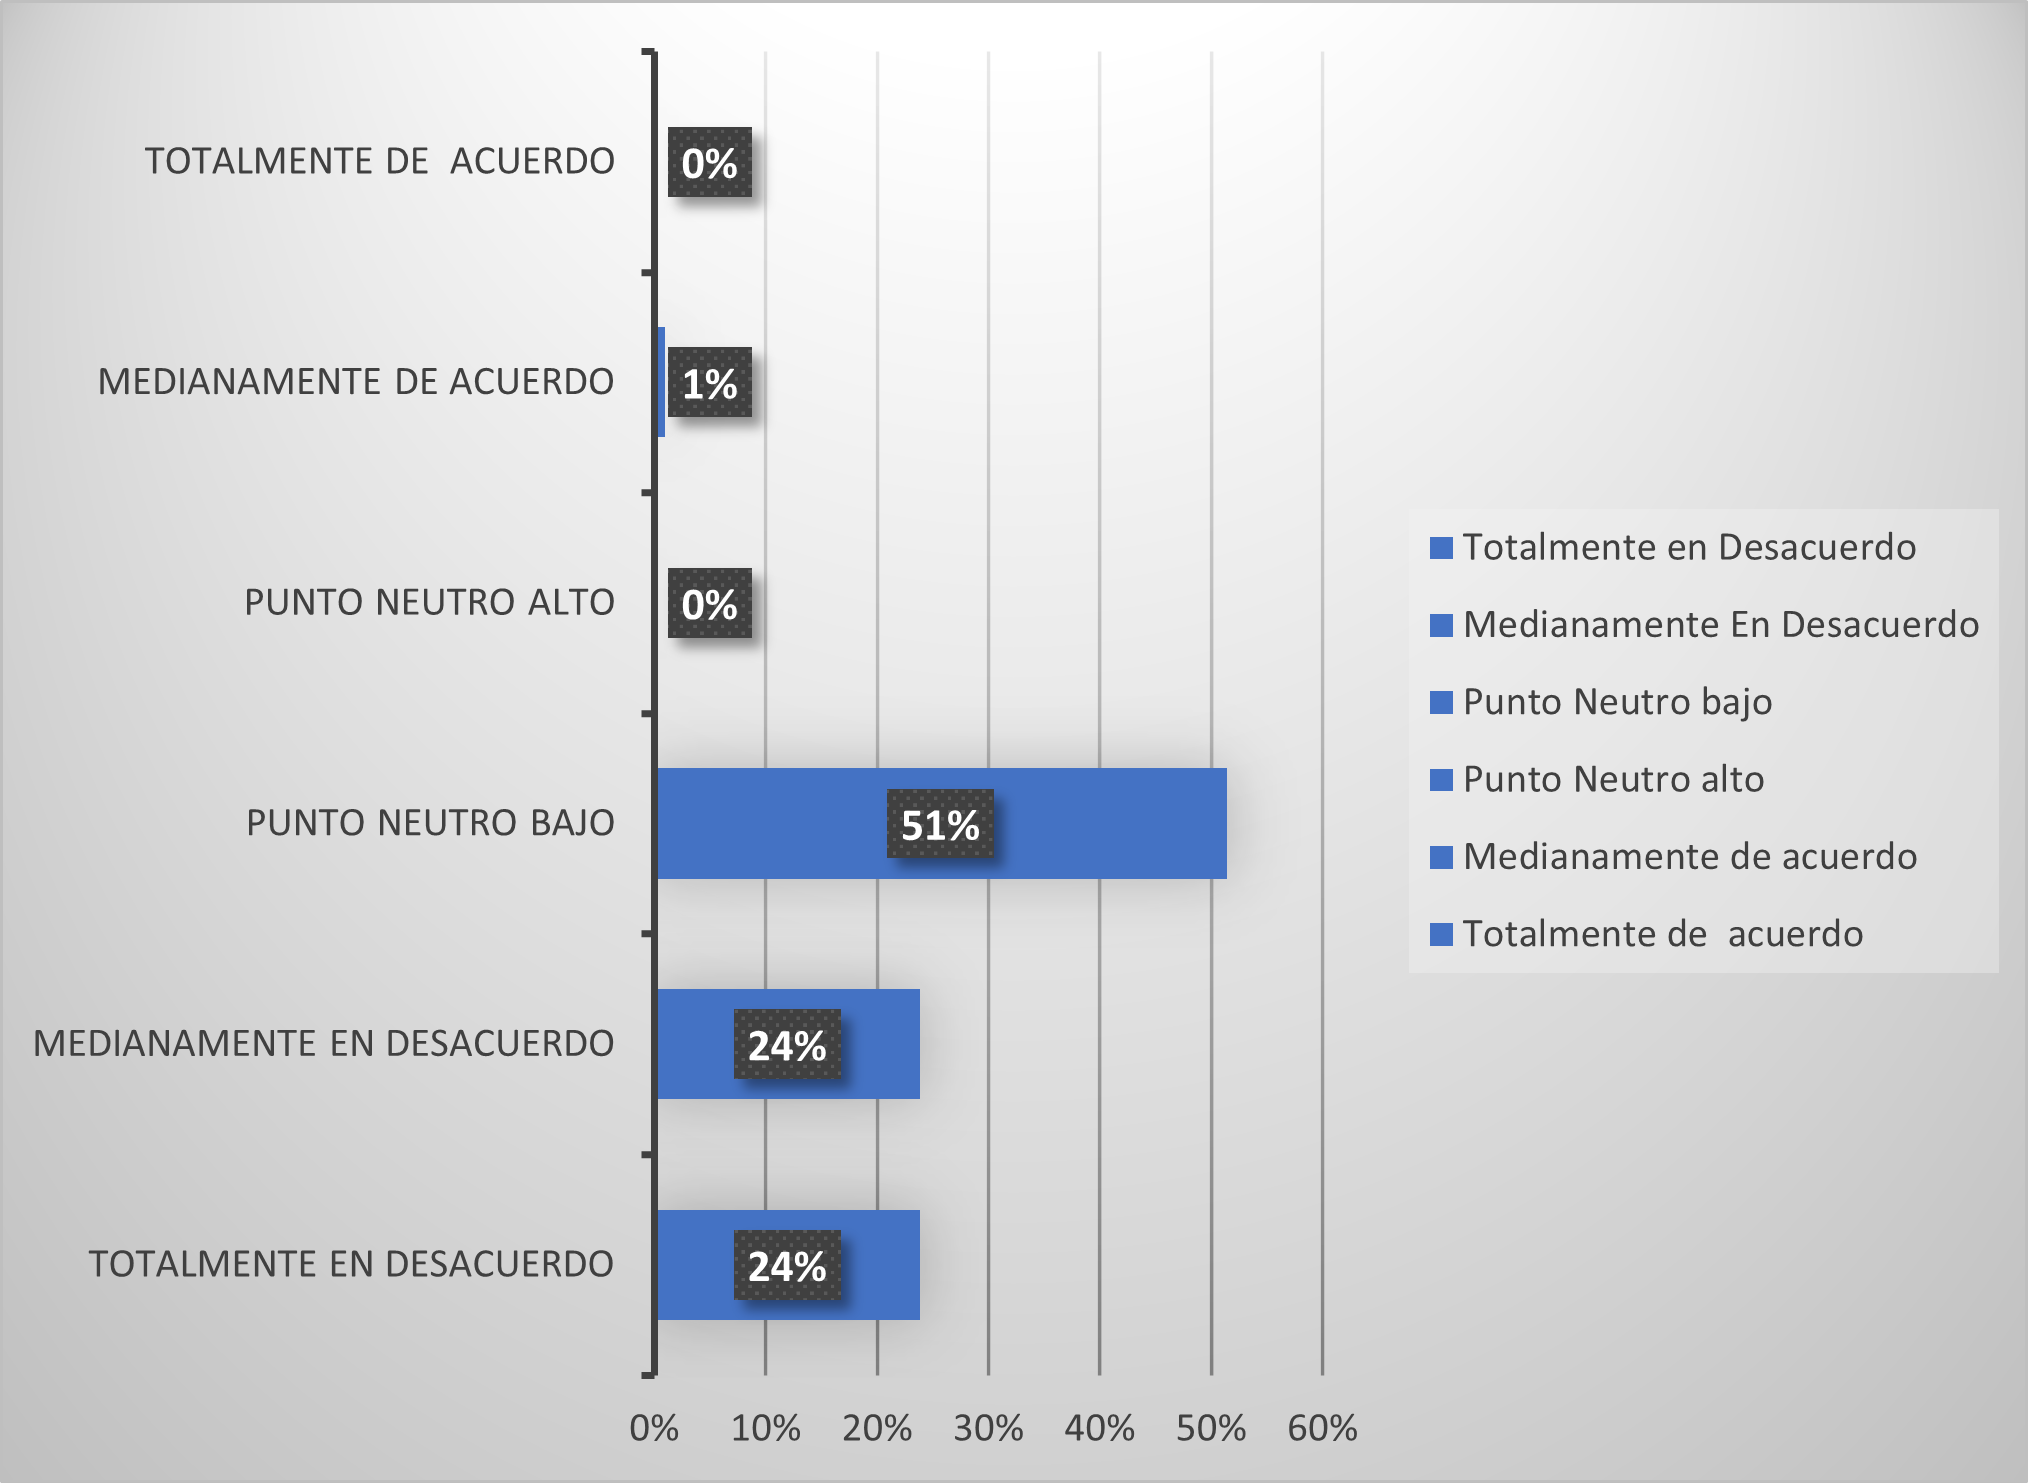 TOTALMENTE DE  ACUERDO
0%
MEDIANAMENTE DE ACUERDO
1%
PUNTO NEUTRO ALTO
0%
PUNTO NEUTRO BAJO
51%
MEDIANAMENTE EN DESACUERDO
24%
TOTALMENTE EN DESACUERDO
24%
0% 10% 20% 30% 40% 50% 60%
Totalmente en Desacuerdo
Medianamente En Desacuerdo
Punto Neutro bajo
Punto Neutro alto
Medianamente de acuerdo
Totalmente de  acuerdo